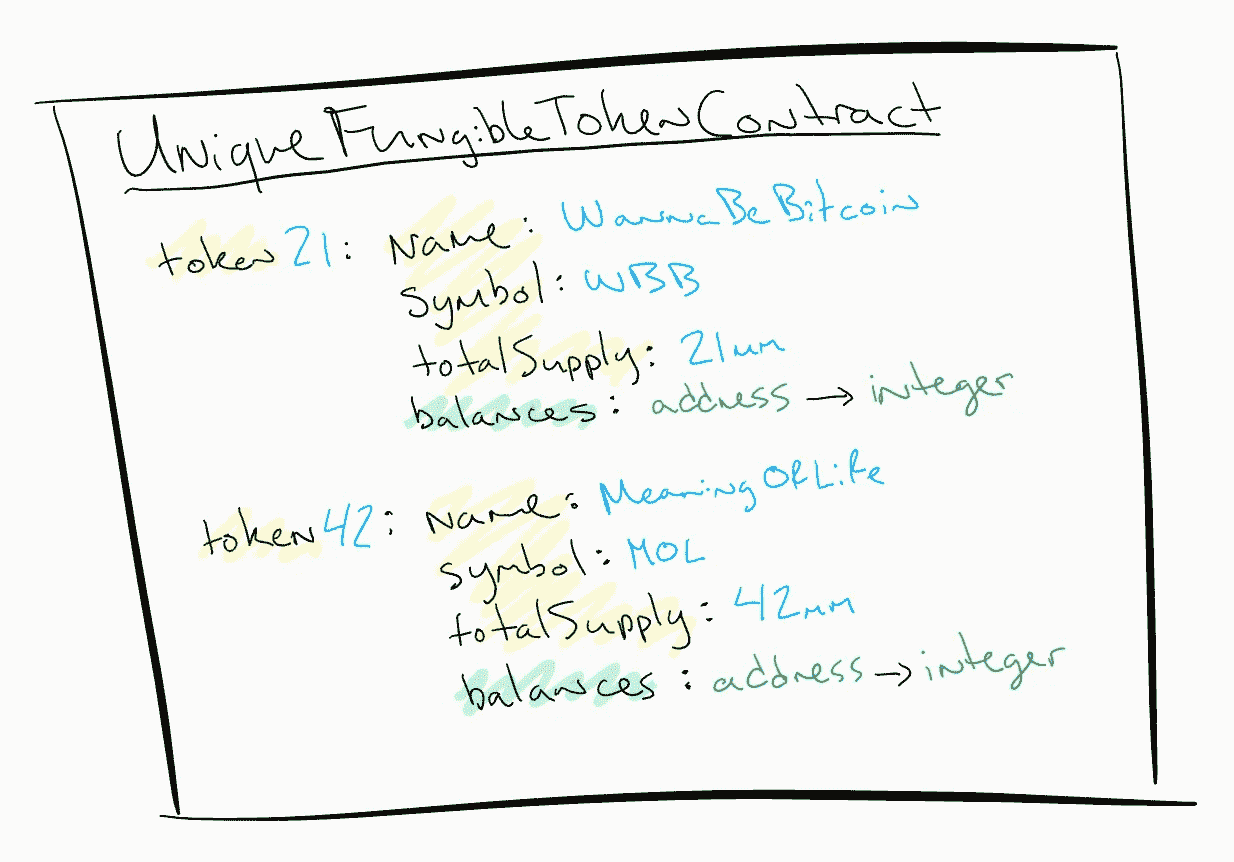 UniqueFungibleTokenContract
token21: Name: WannaBeBitcoin
symbol: WBB
totalSupply: 21mm
balances: address → integer
token42: Name: MeaningOfLife
symbol: MOL
totalSupply: 42mm
balances: address → integer